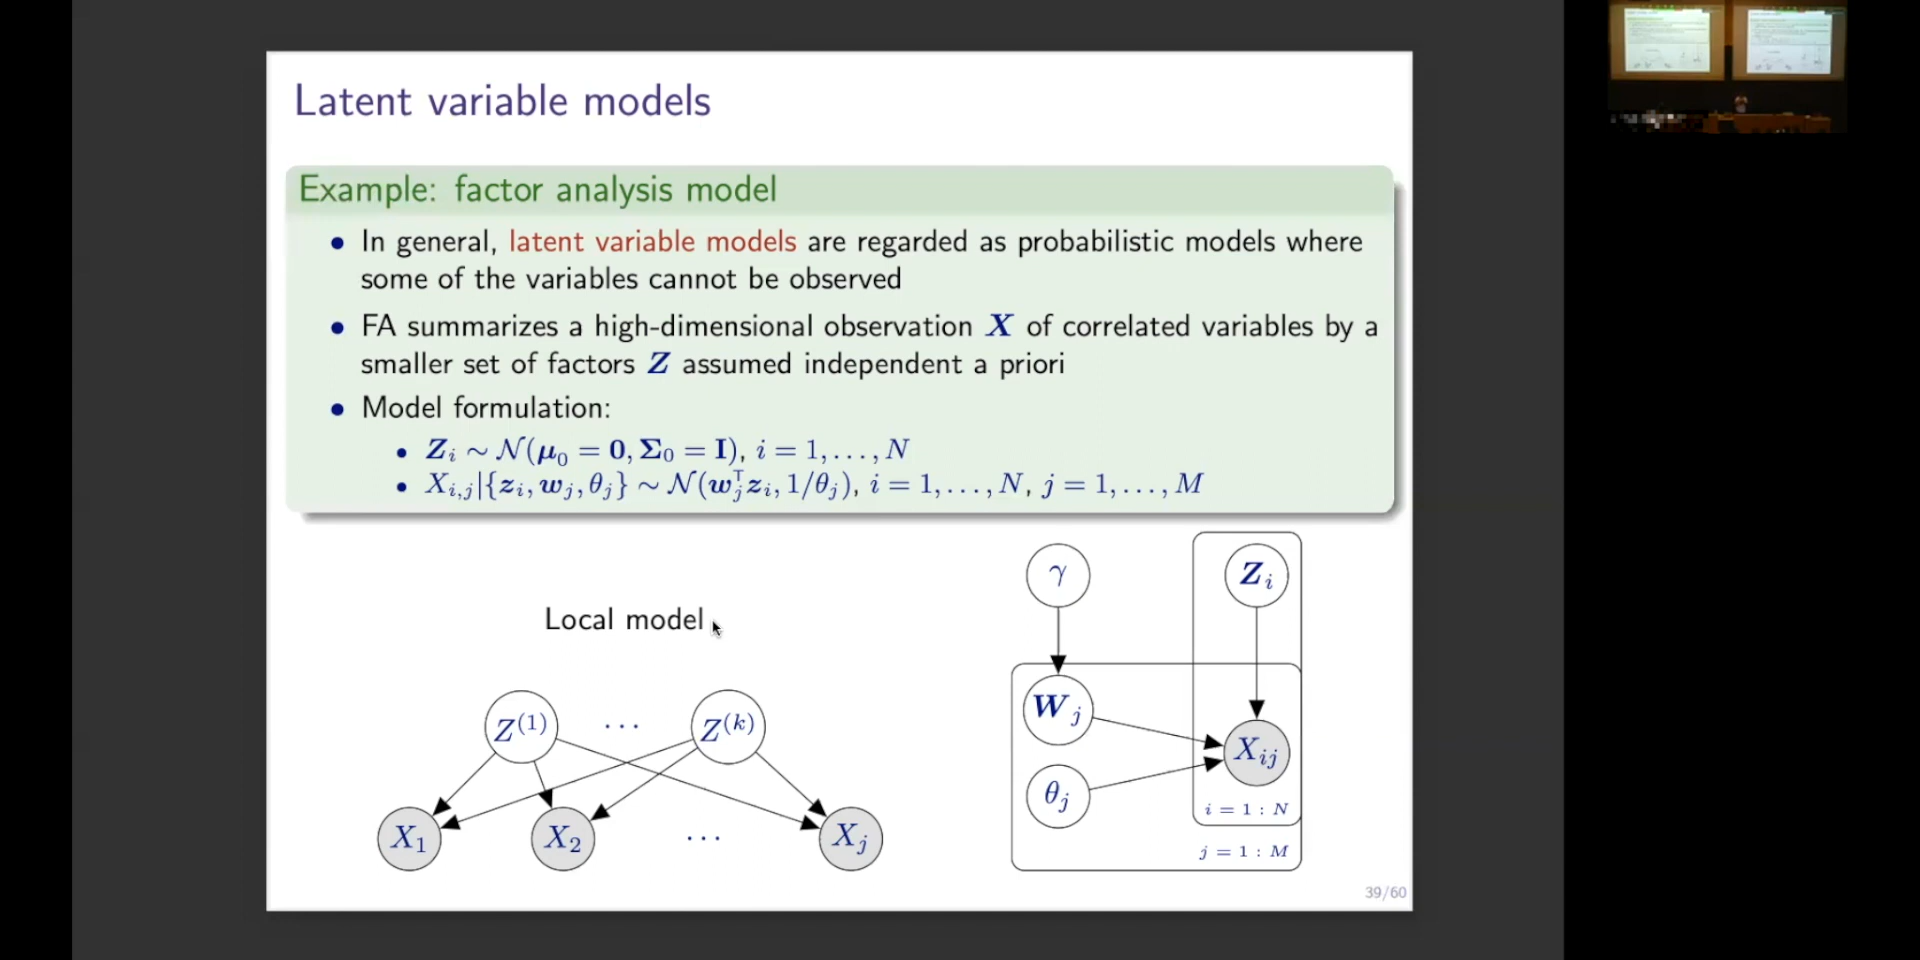 Latent variable models
Example: factor analysis model
• In general, latent variable models are regarded as probabilistic models where
some of the variables cannot be observed
• FA summarizes a high-dimensional observation X of correlated variables by a
smaller set of factors Z assumed independent a priori
• Model formulation:
• Z_i ∼ N(μ_0 = 0, Σ_0 = I), i = 1, . . . , N
• X_{i,j}|{z_i, w_j, θ_j} ∼ N(w_j^⊤ z_i, 1/θ_j), i = 1, . . . , N, j = 1, . . . , M
Local model
Z^{(1)} · · · Z^{(k)}
X_1 X_2 · · · X_j
γ Z_i
W_j
X_{ij}
θ_j
i = 1 : N
j = 1 : M
39/60